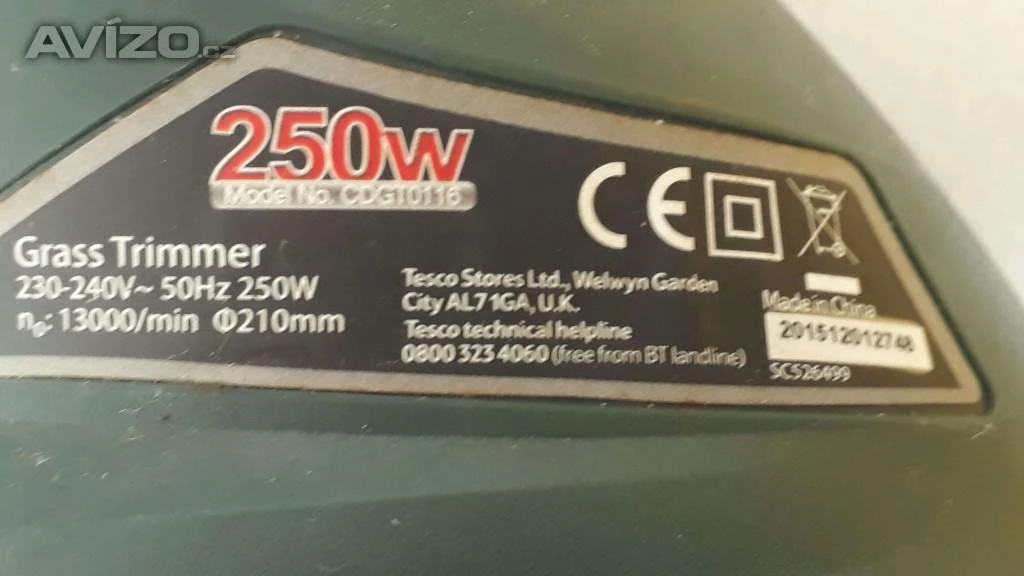 AVÍZO.cz
250W
Model No. CDGT0116
Grass Trimmer
230-240V~ 50Hz 250W
n₀: 13000/min Φ210mm
CE
Tesco Stores Ltd., Welwyn Garden
City AL7 1GA, U.K.
Tesco technical helpline
0800 323 4060 (free from BT landline)
Made in China
201512012748
SC526499